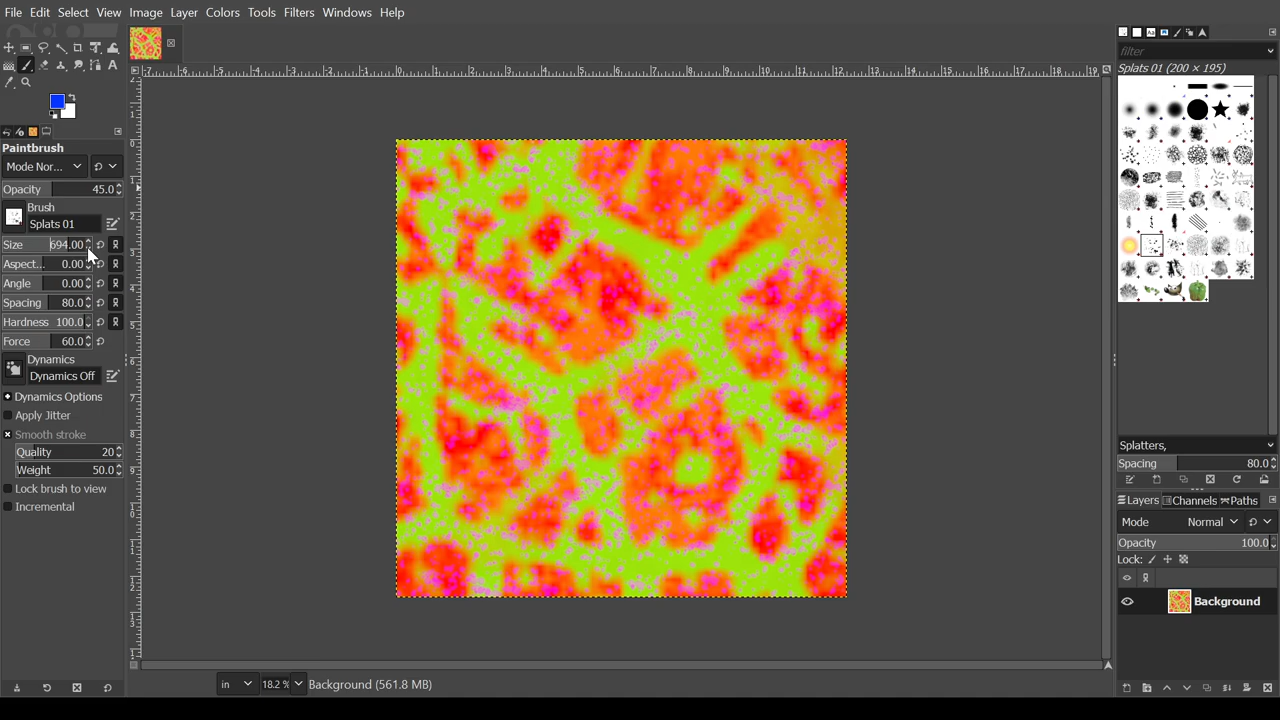 File Edit Select View Image Layer Colors Tools Filters Windows Help
filter
Splats 01 (200 × 195)
Paintbrush
Mode Nor...
Opacity 45.0
Brush
Splats 01
Size 694.00
Aspect... 0.00
Angle 0.00
Spacing 80.0
Hardness 100.0
Force 60.0
Dynamics
Dynamics Off
Dynamics Options
Apply Jitter
Smooth stroke
Quality 20
Weight 50.0
Lock brush to view
Incremental
in 18.2 % Background (561.8 MB)
Splatters,
Spacing 80.0
Layers Channels Paths
Mode Normal
Opacity 100.0
Lock:
Background